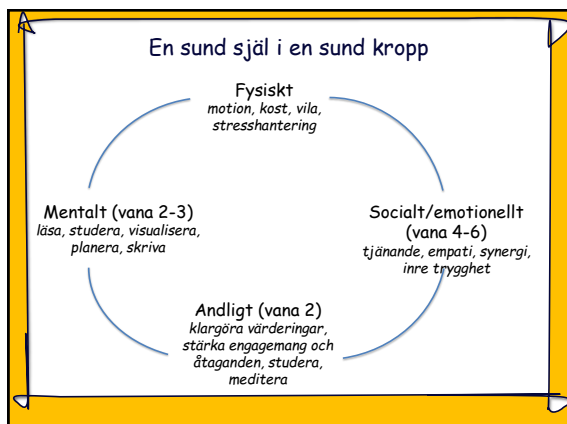 En sund själ i en sund kropp
Fysiskt
motion, kost, vila,
stresshantering
Mentalt (vana 2-3)
läsa, studera, visualisera,
planera, skriva
Socialt/emotionellt
(vana 4-6)
tjänande, empati, synergi,
inre trygghet
Andligt (vana 2)
klargöra värderingar,
stärka engagemang och
åtaganden, studera,
meditera